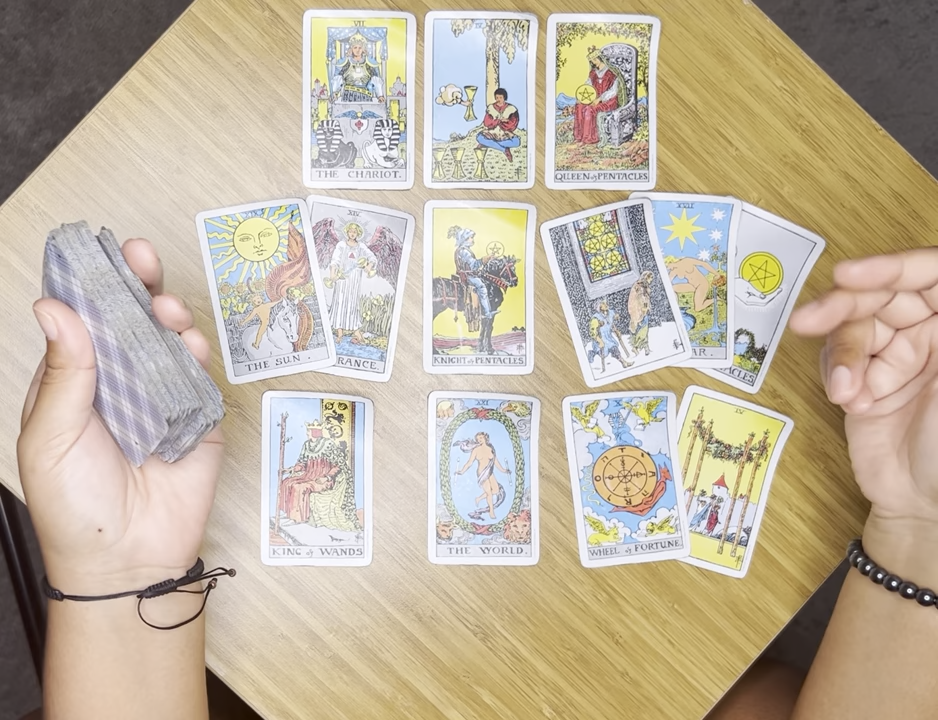 VII
THE CHARIOT.
IV
QUEEN of PENTACLES
THE SUN .
XIV
RANCE.
KNIGHT of PENTACLES
XVII
AR.
ACLES
KING of WANDS
XXI
THE WORLD.
X
WHEEL of FORTUNE.
IV